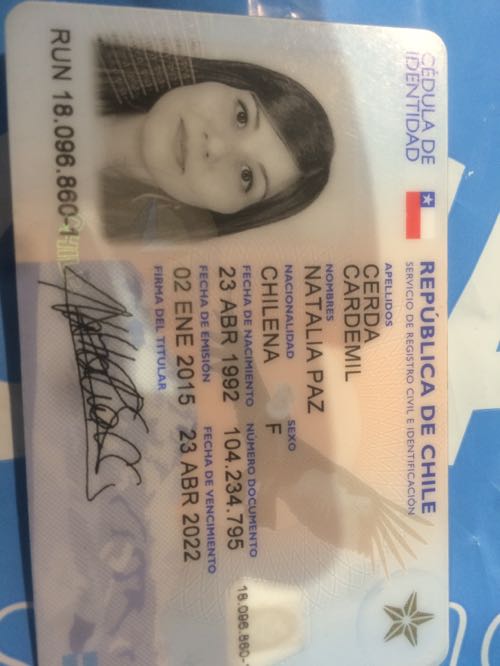 CÉDULA DE
IDENTIDAD
REPÚBLICA DE CHILE
SERVICIO DE REGISTRO CIVIL E IDENTIFICACIÓN
APELLIDOS
CERDA
CARDEMIL
NOMBRES
NATALIA PAZ
NACIONALIDAD SEXO
CHILENA F
FECHA DE NACIMIENTO NÚMERO DOCUMENTO
23 ABR 1992 104.234.795
FECHA DE EMISIÓN FECHA DE VENCIMIENTO
02 ENE 2015 23 ABR 2022
FIRMA DEL TITULAR
RUN 18.096.860-
18.096.860-